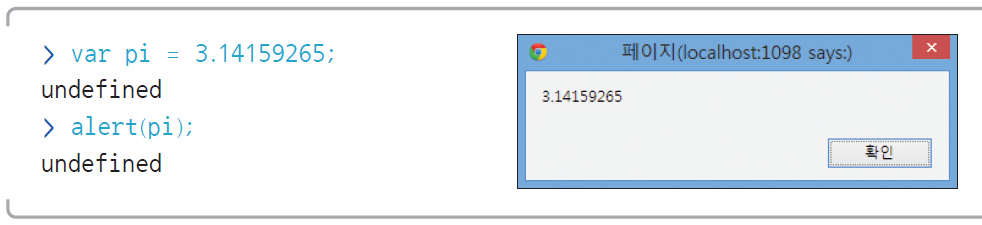 > var pi = 3.14159265;
undefined
> alert(pi);
undefined
페이지(localhost:1098 says:)
3.14159265
확인